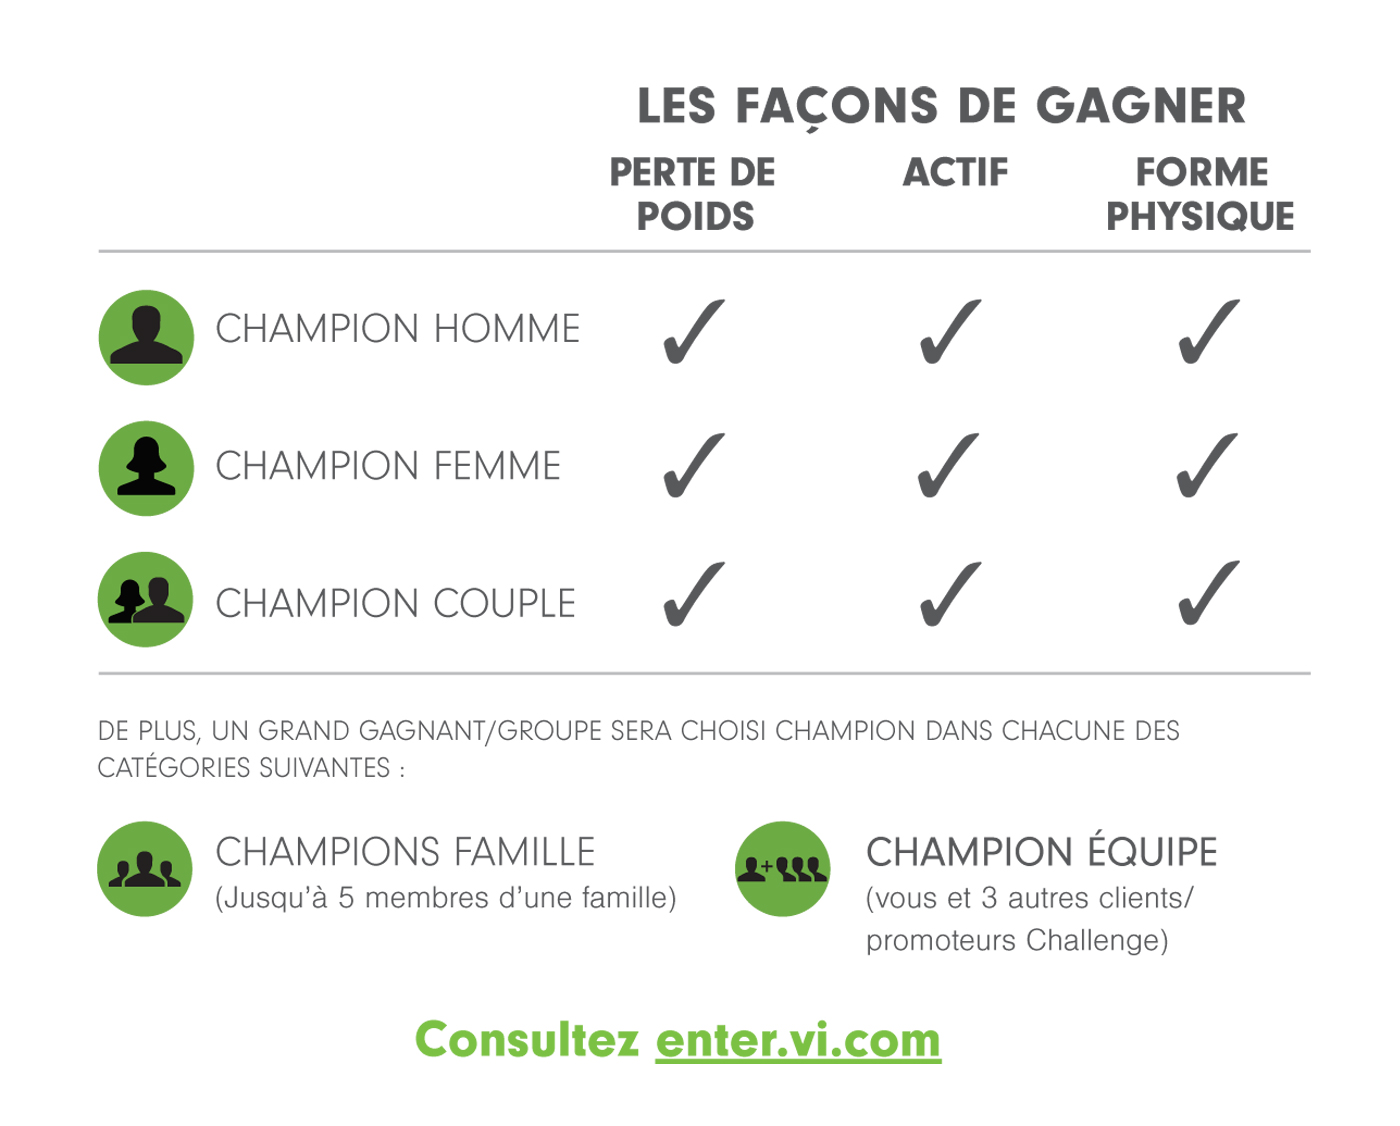 LES FAÇONS DE GAGNER
PERTE DE POIDS
ACTIF
FORME PHYSIQUE
CHAMPION HOMME ✓ ✓ ✓
CHAMPION FEMME ✓ ✓ ✓
CHAMPION COUPLE ✓ ✓ ✓
DE PLUS, UN GRAND GAGNANT/GROUPE SERA CHOISI CHAMPION DANS CHACUNE DES
CATÉGORIES SUIVANTES :
CHAMPIONS FAMILLE
(Jusqu'à 5 membres d'une famille)
CHAMPION ÉQUIPE
(vous et 3 autres clients/
promoteurs Challenge)
Consultez enter.vi.com